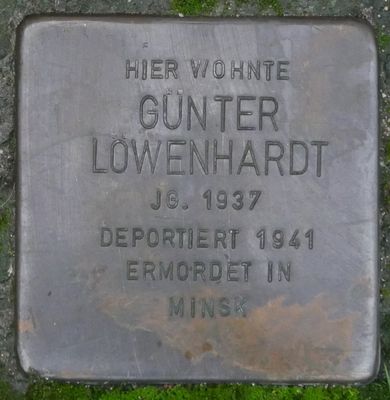 HIER WOHNTE
GÜNTER
LÖWENHARDT
JG. 1937
DEPORTIERT 1941
ERMORDET IN
MINSK